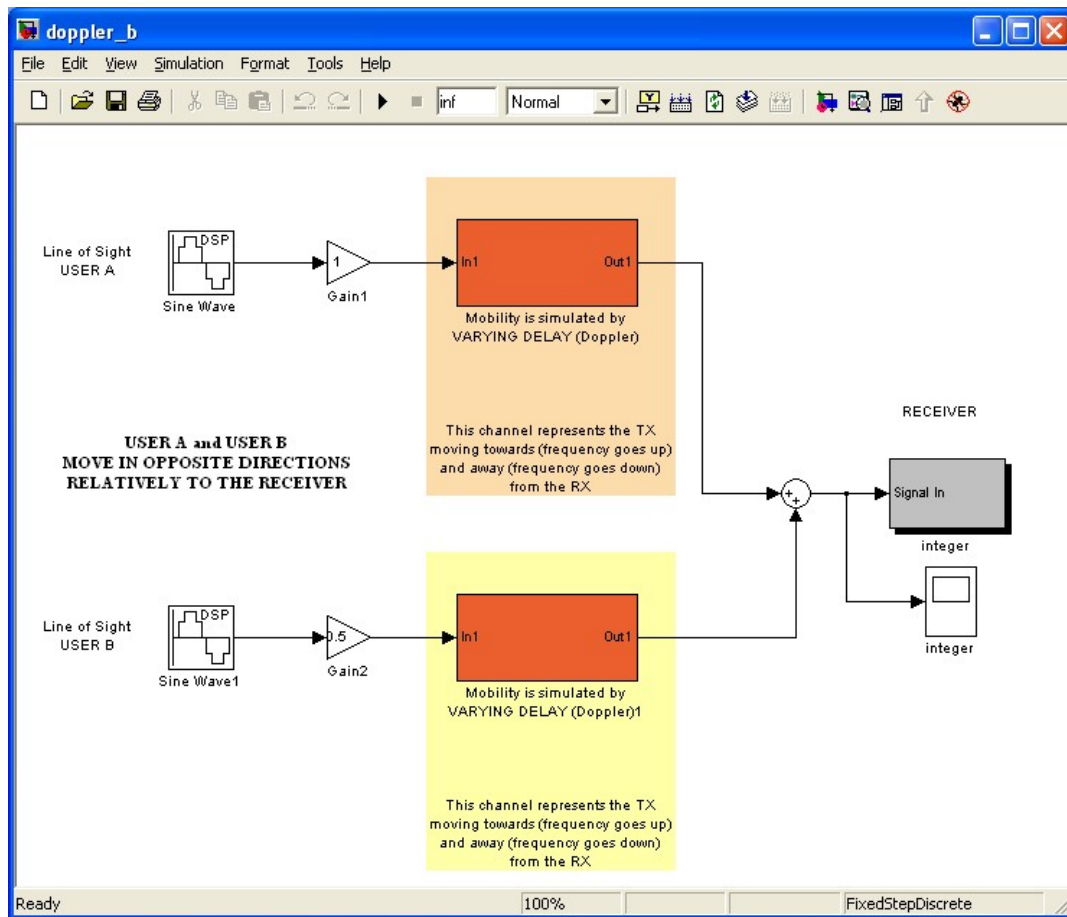 doppler_b
File Edit View Simulation Format Tools Help
inf Normal
Line of Sight
USER A
DSP
Sine Wave
1
Gain1
In1 Out1
Mobility is simulated by
VARYING DELAY (Doppler)
This channel represents the TX
moving towards (frequency goes up)
and away (frequency goes down)
from the RX
USER A and USER B
MOVE IN OPPOSITE DIRECTIONS
RELATIVELY TO THE RECEIVER
RECEIVER
Signal In
integer
integer
Line of Sight
USER B
DSP
Sine Wave1
0.5
Gain2
In1 Out1
Mobility is simulated by
VARYING DELAY (Doppler)1
This channel represents the TX
moving towards (frequency goes up)
and away (frequency goes down)
from the RX
Ready 100% FixedStepDiscrete